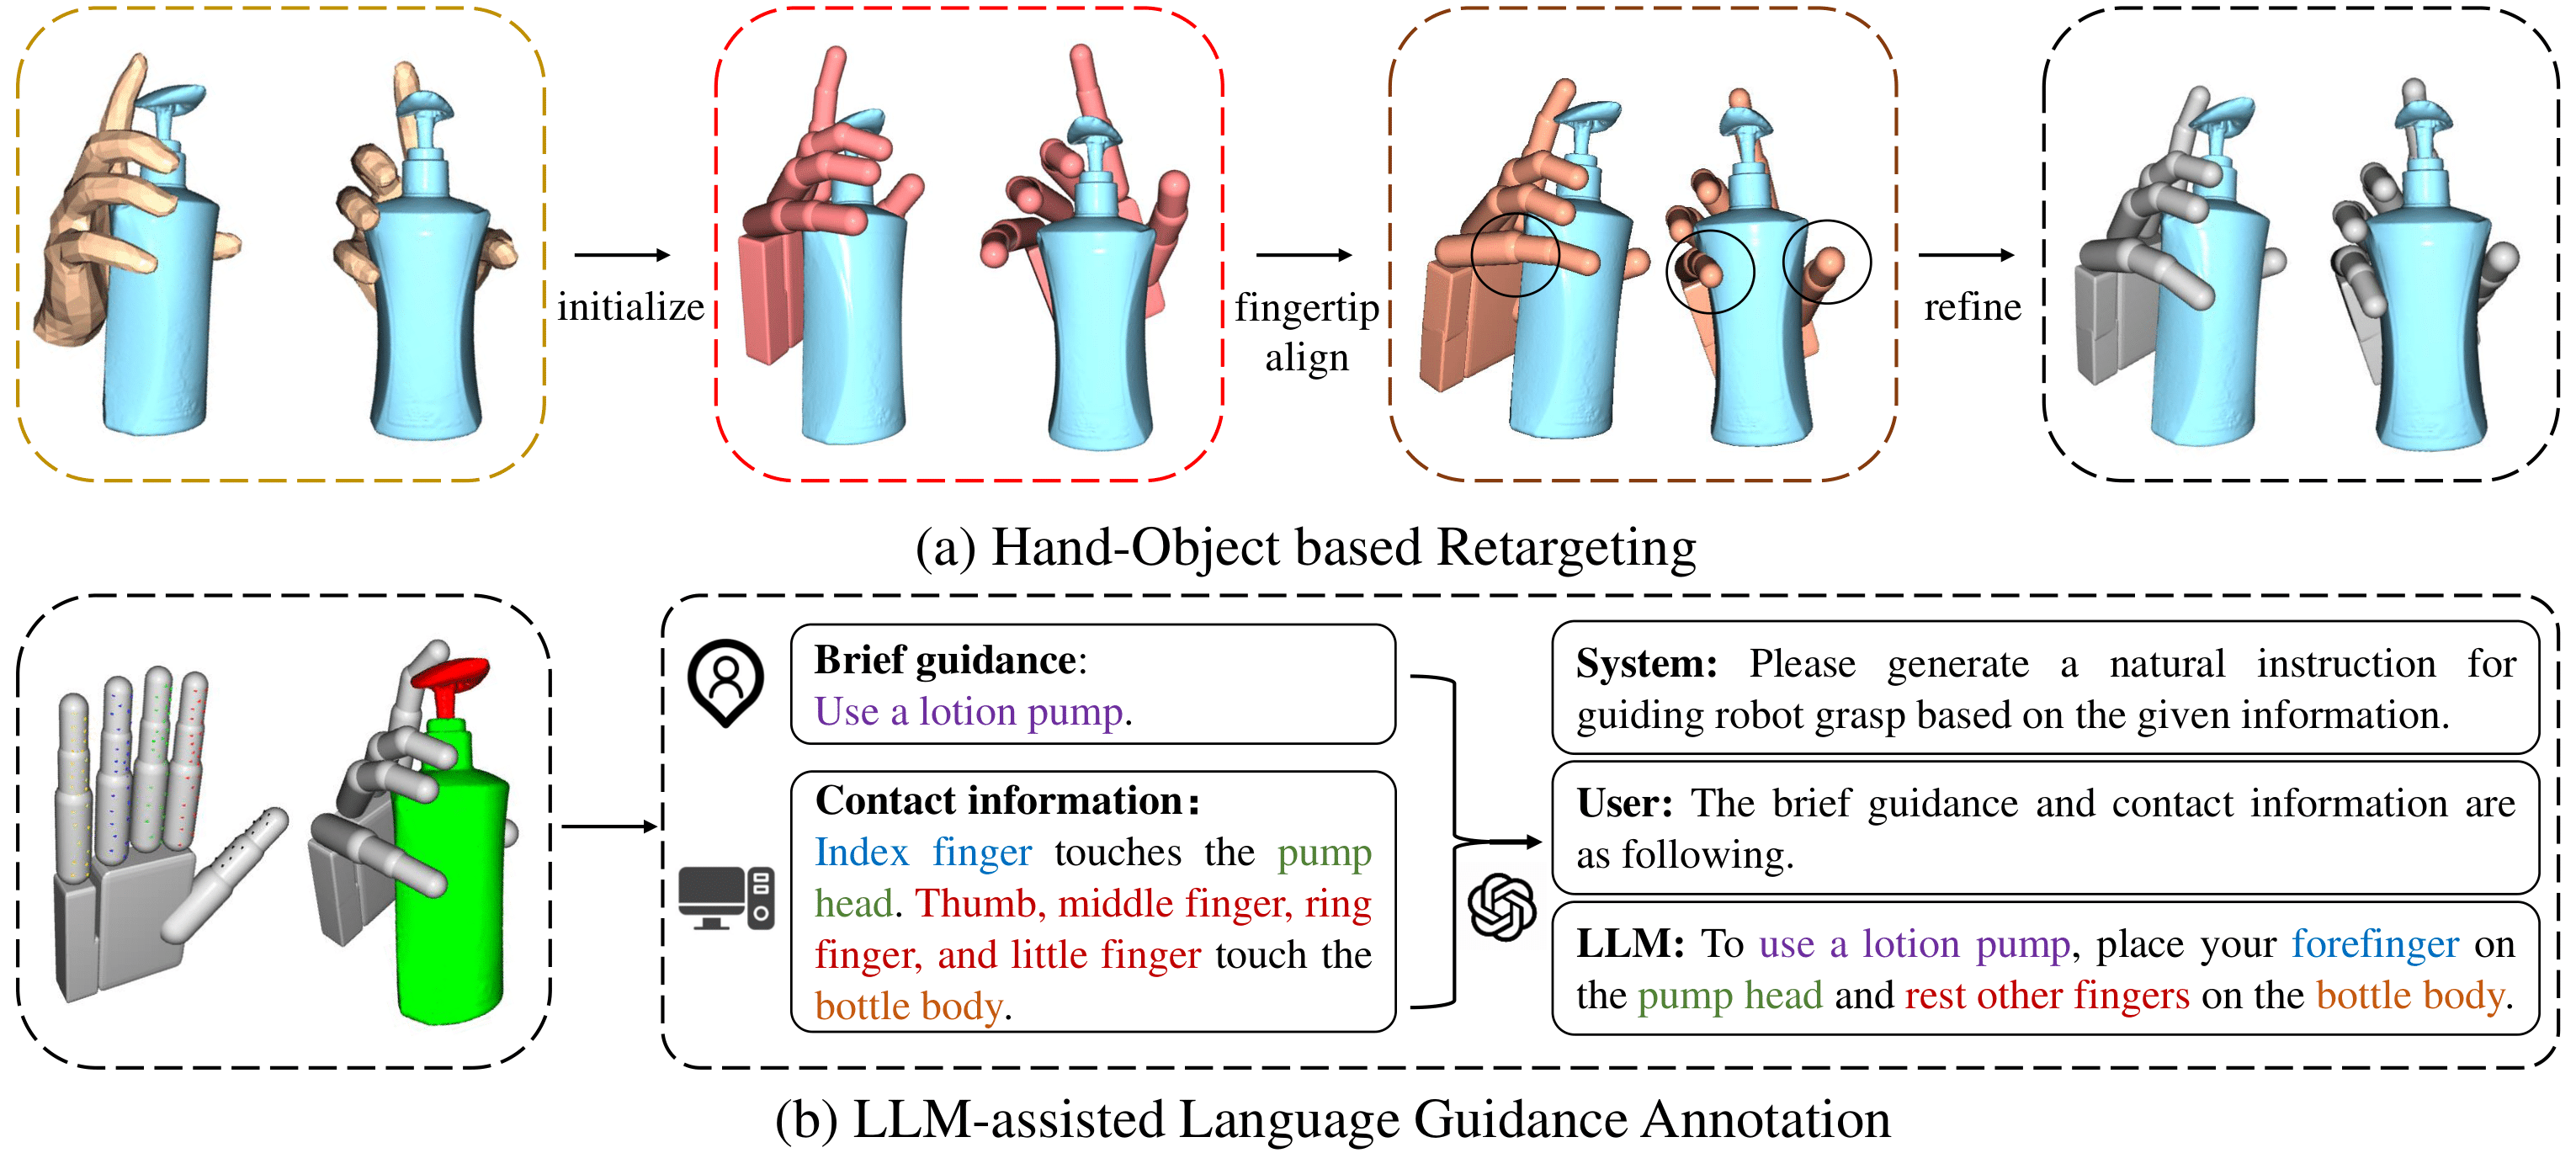 initialize
fingertip
align
refine
(a) Hand-Object based Retargeting
Brief guidance:
Use a lotion pump.
Contact information:
Index finger touches the pump
head. Thumb, middle finger, ring
finger, and little finger touch the
bottle body.
System: Please generate a natural instruction for
guiding robot grasp based on the given information.
User: The brief guidance and contact information are
as following.
LLM: To use a lotion pump, place your forefinger on
the pump head and rest other fingers on the bottle body.
(b) LLM-assisted Language Guidance Annotation